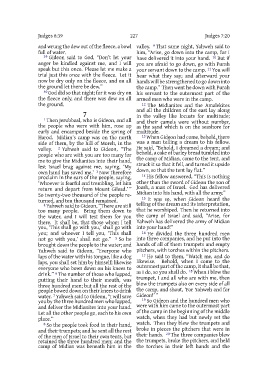 Judges 6:39 127 Judges 7:20
and wrung the dew out of the fleece, a bowl
full of water.
39 Gideon said to God, "Don't let your
anger be kindled against me, and I will
speak but this once. Please let me make a
trial just this once with the fleece. Let it
now be dry only on the fleece, and on all
the ground let there be dew."
40 God did so that night: for it was dry on
the fleece only, and there was dew on all
the ground.
7
1 Then Jerubbaal, who is Gideon, and all
the people who were with him, rose up
early and encamped beside the spring of
Harod. Midian's camp was on the north
side of them, by the hill of Moreh, in the
valley. 2 Yahweh said to Gideon, "The
people who are with you are too many for
me to give the Midianites into their hand,
lest Israel brag against me, saying, 'My
own hand has saved me.' 3 Now therefore
proclaim in the ears of the people, saying,
'Whoever is fearful and trembling, let him
return and depart from Mount Gilead.'"
So twenty-two thousand of the people re-
turned, and ten thousand remained.
4 Yahweh said to Gideon, "There are still
too many people. Bring them down to
the water, and I will test them for you
there. It shall be that those whom I tell
you, 'This shall go with you,' shall go with
you; and whoever I tell you, 'This shall
not go with you,' shall not go." 5 So he
brought down the people to the water; and
Yahweh said to Gideon, "Everyone who
laps of the water with his tongue, like a dog
laps, you shall set him by himself; likewise
everyone who bows down on his knees to
drink." 6 The number of those who lapped,
putting their hand to their mouth, was
three hundred men; but all the rest of the
people bowed down on their knees to drink
water. 7 Yahweh said to Gideon, "I will save
you by the three hundred men who lapped,
and deliver the Midianites into your hand.
Let all the other people go, each to his own
place."
8 So the people took food in their hand,
and their trumpets; and he sent all the rest
of the men of Israel to their own tents, but
retained the three hundred men; and the
camp of Midian was beneath him in the
valley. 9 That same night, Yahweh said to
him, "Arise, go down into the camp, for I
have delivered it into your hand. 10 But if
you are afraid to go down, go with Purah
your servant down to the camp. 11 You will
hear what they say; and afterward your
hands will be strengthened to go down into
the camp." Then went he down with Purah
his servant to the outermost part of the
armed men who were in the camp.
12 The Midianites and the Amalekites
and all the children of the east lay along
in the valley like locusts for multitude;
and their camels were without number,
as the sand which is on the seashore for
multitude.
13 When Gideon had come, behold, there
was a man telling a dream to his fellow.
He said, "Behold, I dreamed a dream; and
behold, a cake of barley bread tumbled into
the camp of Midian, came to the tent, and
struck it so that it fell, and turned it upside
down, so that the tent lay flat."
14 His fellow answered, "This is nothing
other than the sword of Gideon the son of
Joash, a man of Israel. God has delivered
Midian into his hand, with all the army."
15 It was so, when Gideon heard the
telling of the dream and its interpretation,
that he worshiped. Then he returned into
the camp of Israel and said, "Arise, for
Yahweh has delivered the army of Midian
into your hand!"
16 He divided the three hundred men
into three companies, and he put into the
hands of all of them trumpets and empty
pitchers, with torches within the pitchers.
17 He said to them, "Watch me, and do
likewise. Behold, when I come to the
outermost part of the camp, it shall be that,
as I do, so you shall do. 18 When I blow the
trumpet, I and all who are with me, then
blow the trumpets also on every side of all
the camp, and shout, 'For Yahweh and for
Gideon!'"
19 So Gideon and the hundred men who
were with him came to the outermost part
of the camp in the beginning of the middle
watch, when they had but newly set the
watch. Then they blew the trumpets and
broke in pieces the pitchers that were in
their hands. 20 The three companies blew
the trumpets, broke the pitchers, and held
the torches in their left hands and the